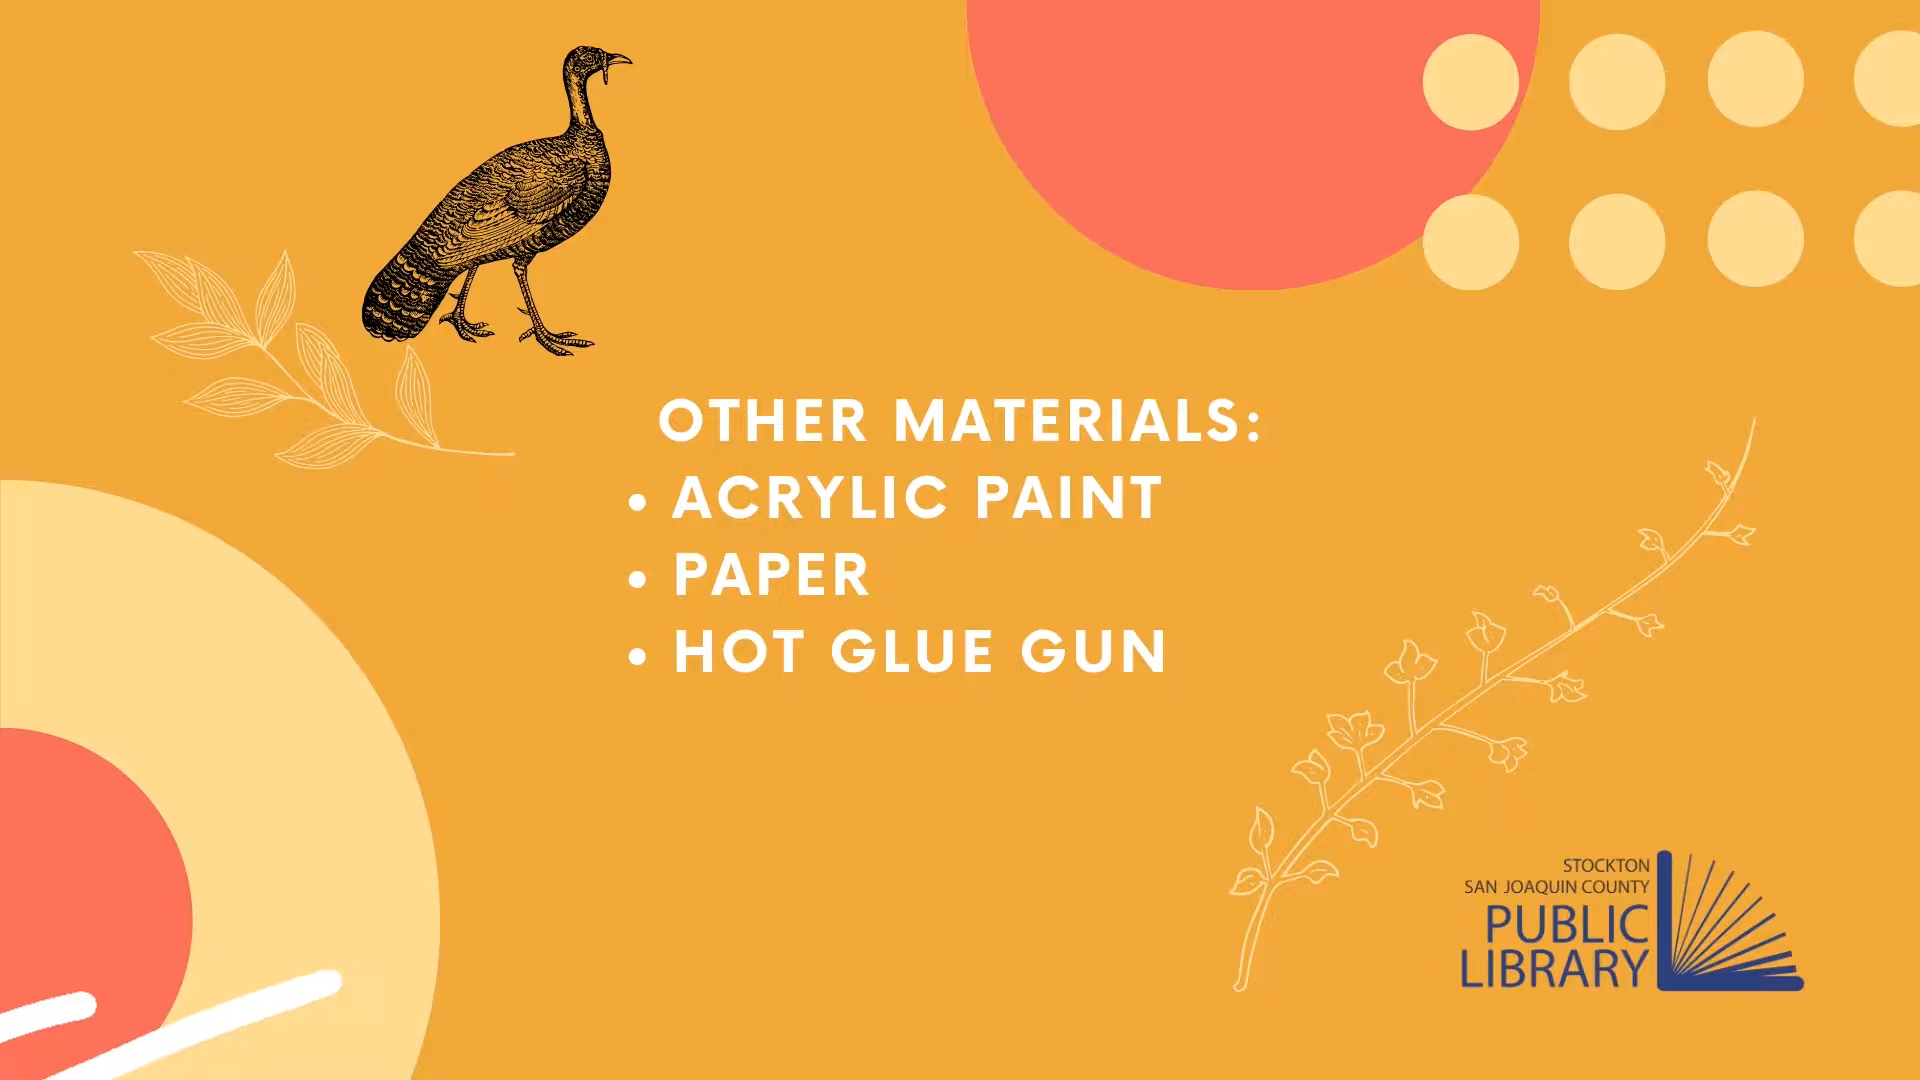 OTHER MATERIALS:
• ACRYLIC PAINT
• PAPER
• HOT GLUE GUN
STOCKTON
SAN JOAQUIN COUNTY
PUBLIC
LIBRARY